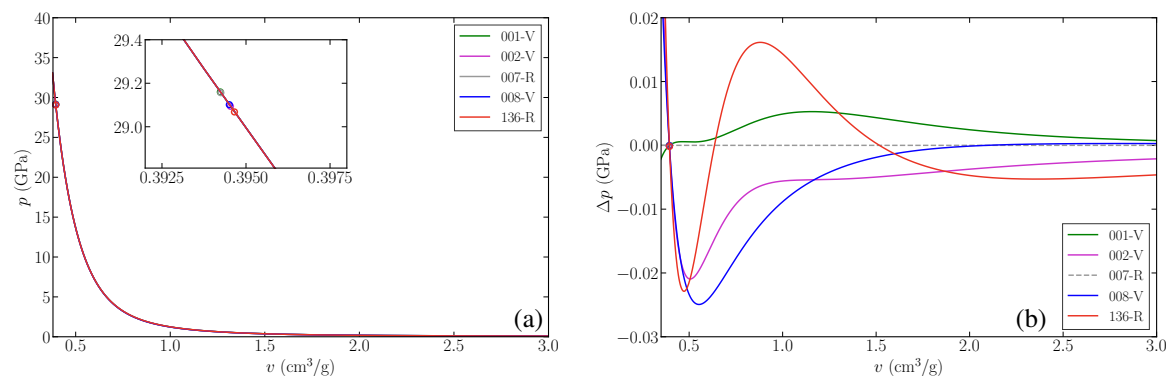 40
35
30
25
20
15
10
5
0
p (GPa)
29.4
29.2
29.0
0.3925
0.3950
0.3975
001-V
002-V
007-R
008-V
136-R
(a)
0.5
1.0
1.5
2.0
2.5
3.0
v (cm³/g)
0.02
0.01
0.00
−0.01
−0.02
−0.03
Δp (GPa)
001-V
002-V
007-R
008-V
136-R
(b)
0.5
1.0
1.5
2.0
2.5
3.0
v (cm³/g)